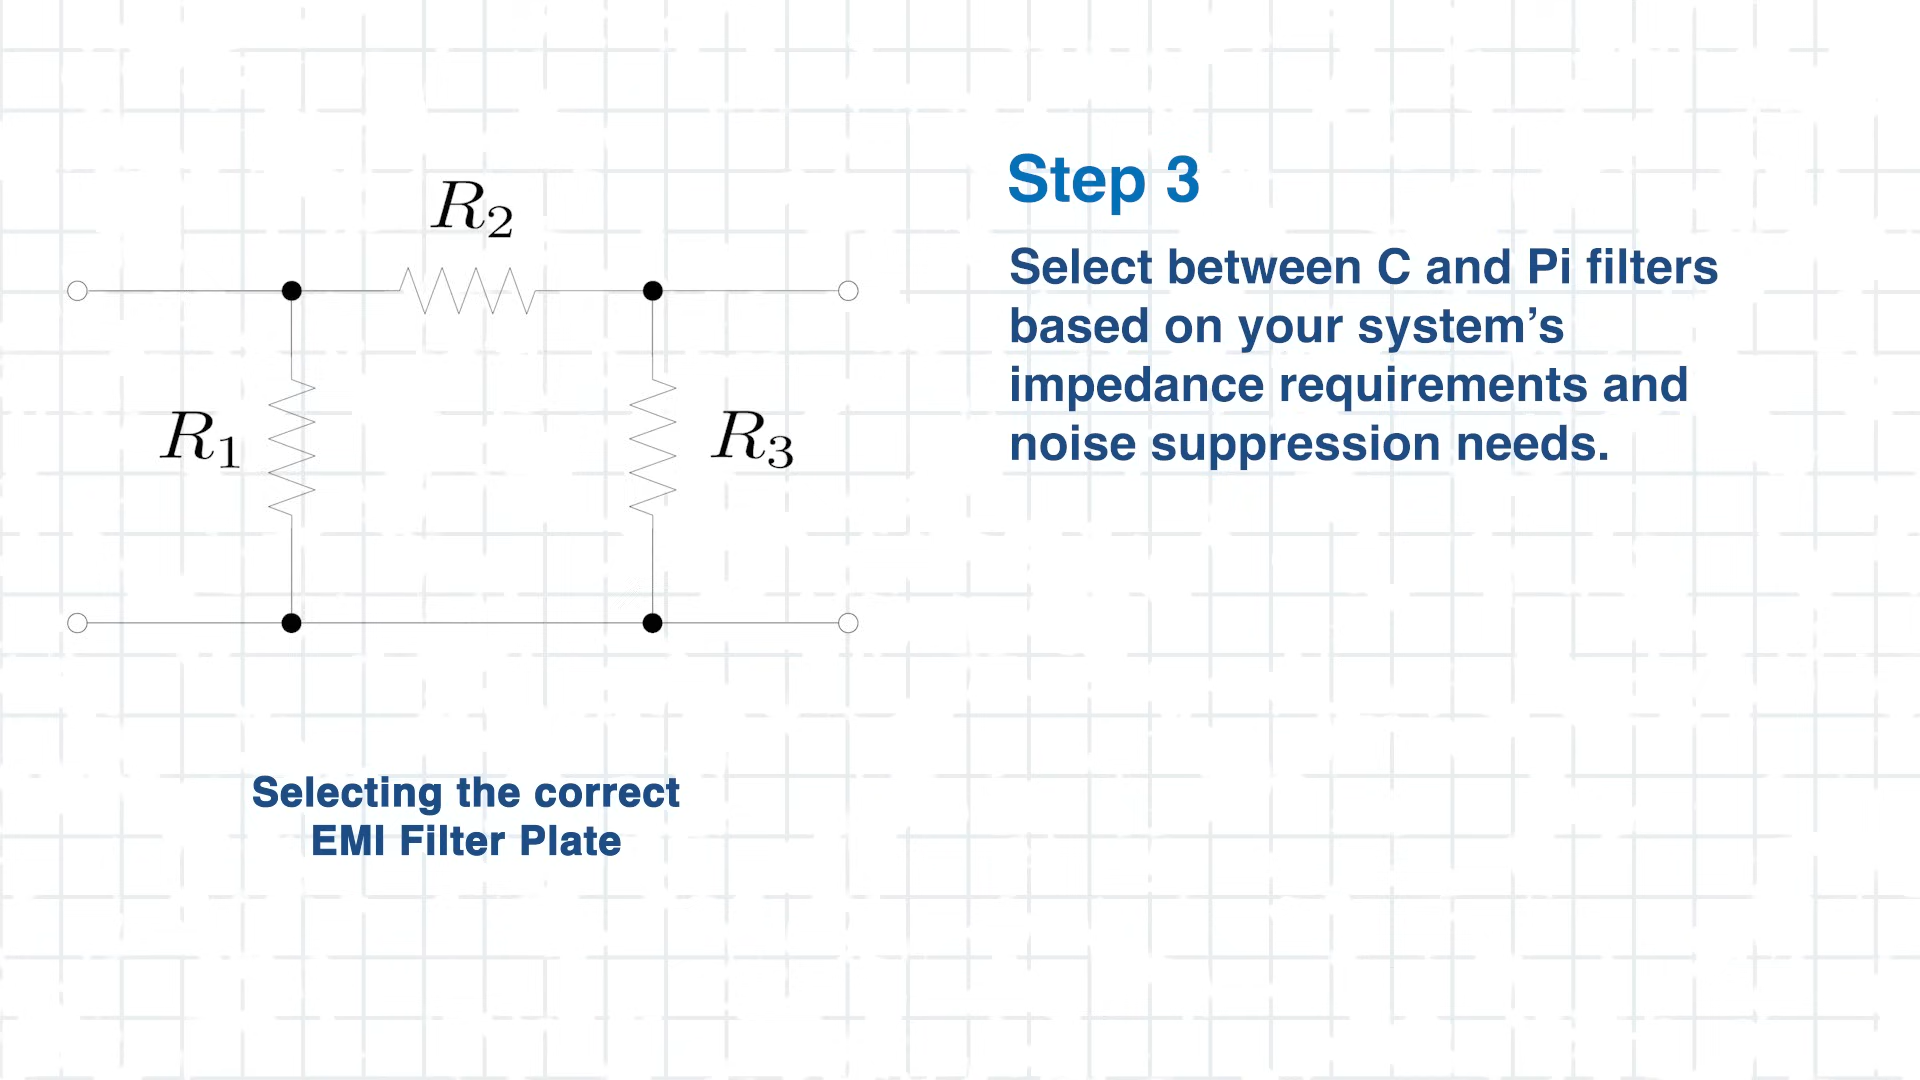 R2
R1
R3
Step 3
Select between C and Pi filters
based on your system’s
impedance requirements and
noise suppression needs.
Selecting the correct
EMI Filter Plate